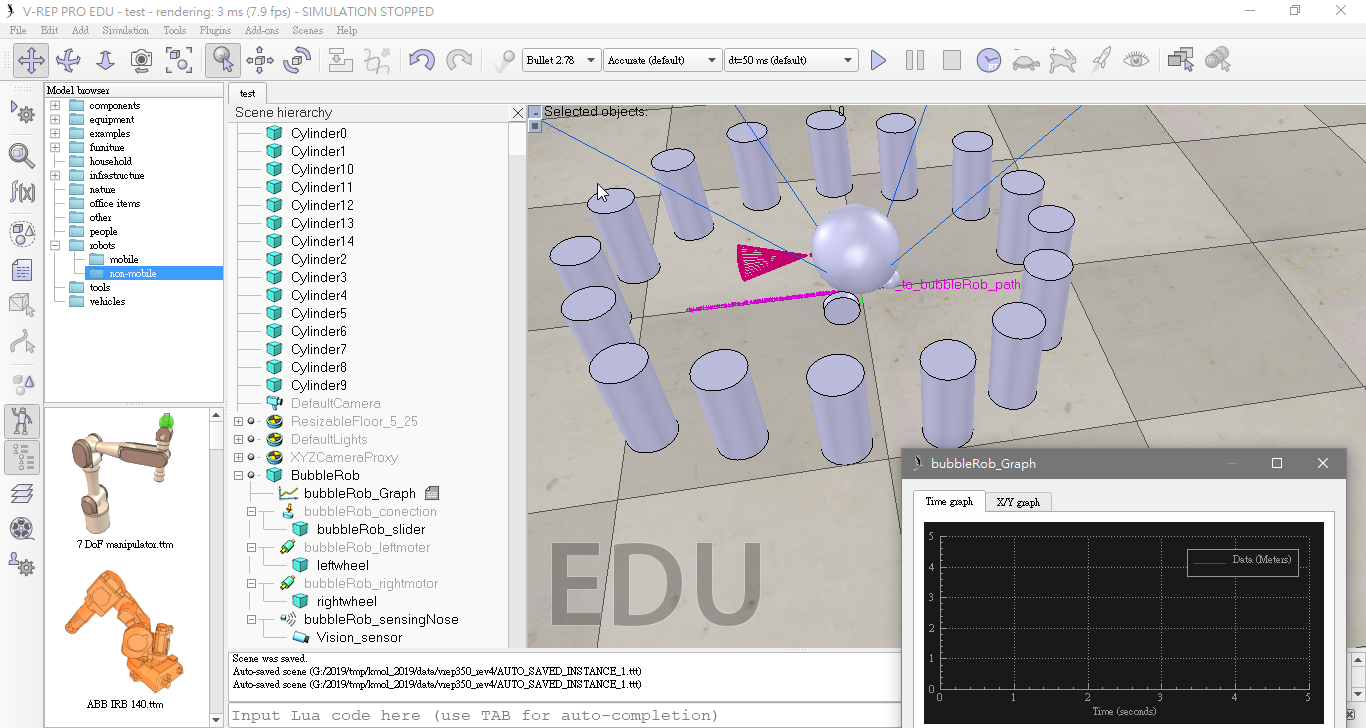 V-REP PRO EDU - test - rendering: 3 ms (7.9 fps) - SIMULATION STOPPED
File Edit Add Simulation Tools Plugins Add-ons Scenes Help
Bullet 2.78 Accurate (default) dt=50 ms (default)
RT
Model browser
components
equipment
examples
furniture
household
infrastructure
nature
office items
other
people
robots
mobile
non-mobile
tools
vehicles
7 DoF manipulator.ttm
ABB IRB 140.ttm
f(x)
test
Scene hierarchy
Cylinder0
Cylinder1
Cylinder10
Cylinder11
Cylinder12
Cylinder13
Cylinder14
Cylinder2
Cylinder3
Cylinder4
Cylinder5
Cylinder6
Cylinder7
Cylinder8
Cylinder9
DefaultCamera
ResizableFloor_5_25
DefaultLights
XYZCameraProxy
BubbleRob
bubbleRob_Graph
bubbleRob_conection
bubbleRob_slider
bubbleRob_leftmoter
leftwheel
bubbleRob_rightmotor
rightwheel
bubbleRob_sensingNose
Vision_sensor
Selected objects: 0
_to_bubbleRob_path
EDU
bubbleRob_Graph
Time graph X/Y graph
Data (Meters)
5
4
3
2
1
0
0 1 2 3 4 5
Time (seconds)
Scene was saved.
Auto-saved scene (G:/2019/tmp/kmol_2019/data/vrep350_rev4/AUTO_SAVED_INSTANCE_1.ttt)
Auto-saved scene (G:/2019/tmp/kmol_2019/data/vrep350_rev4/AUTO_SAVED_INSTANCE_1.ttt)
Input Lua code here (use TAB for auto-completion)